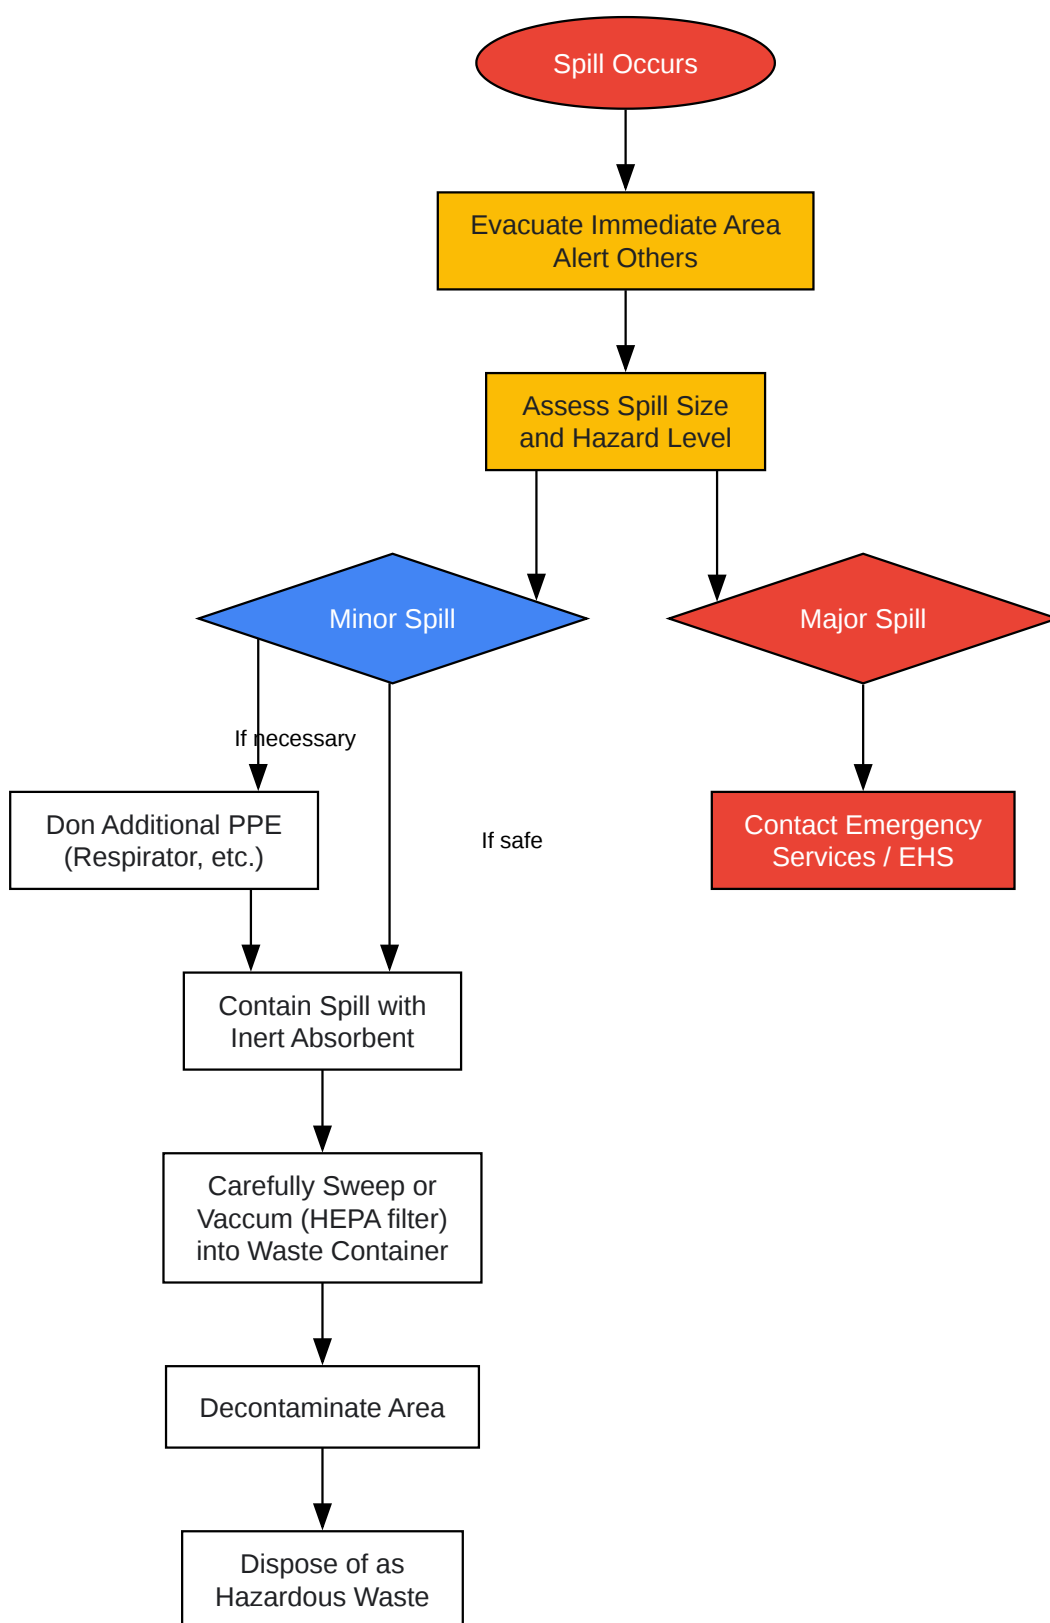 Spill Occurs
Evacuate Immediate Area
Alert Others
Assess Spill Size
and Hazard Level
Minor Spill
Major Spill
If necessary
Don Additional PPE
(Respirator, etc.)
If safe
Contact Emergency
Services / EHS
Contain Spill with
Inert Absorbent
Carefully Sweep or
Vaccum (HEPA filter)
into Waste Container
Decontaminate Area
Dispose of as
Hazardous Waste